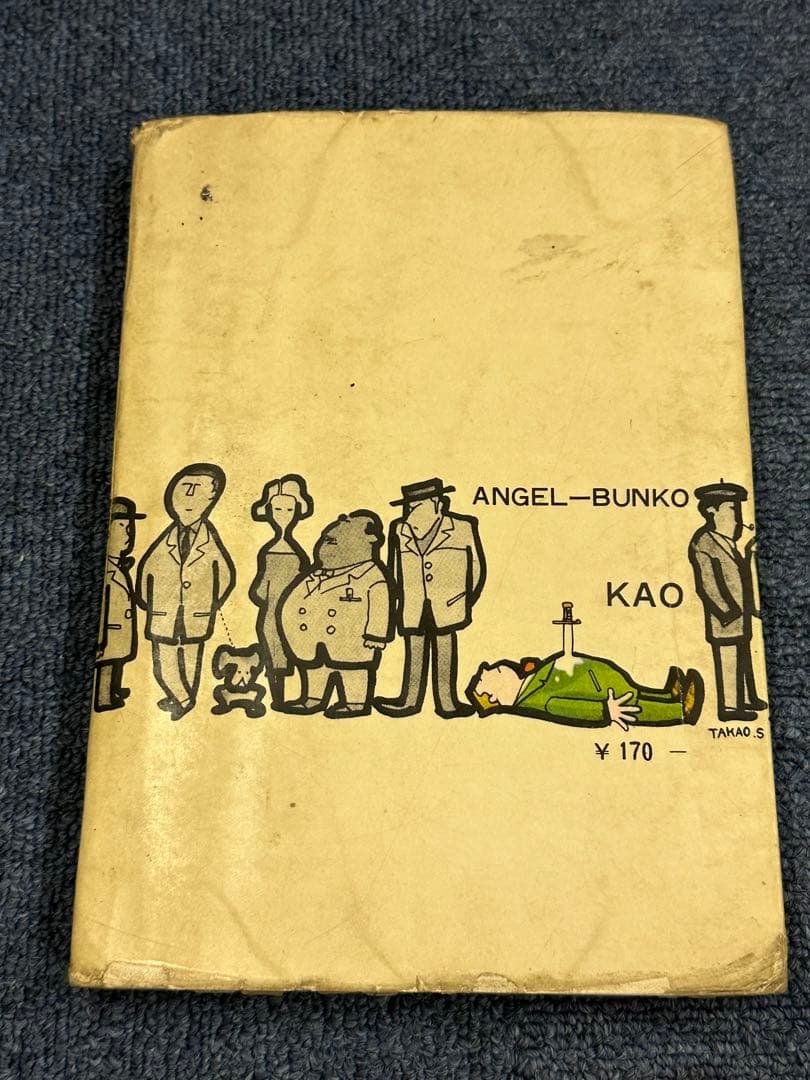 ANGEL—BUNKO
KAO
TAKAO.S
¥ 170 —